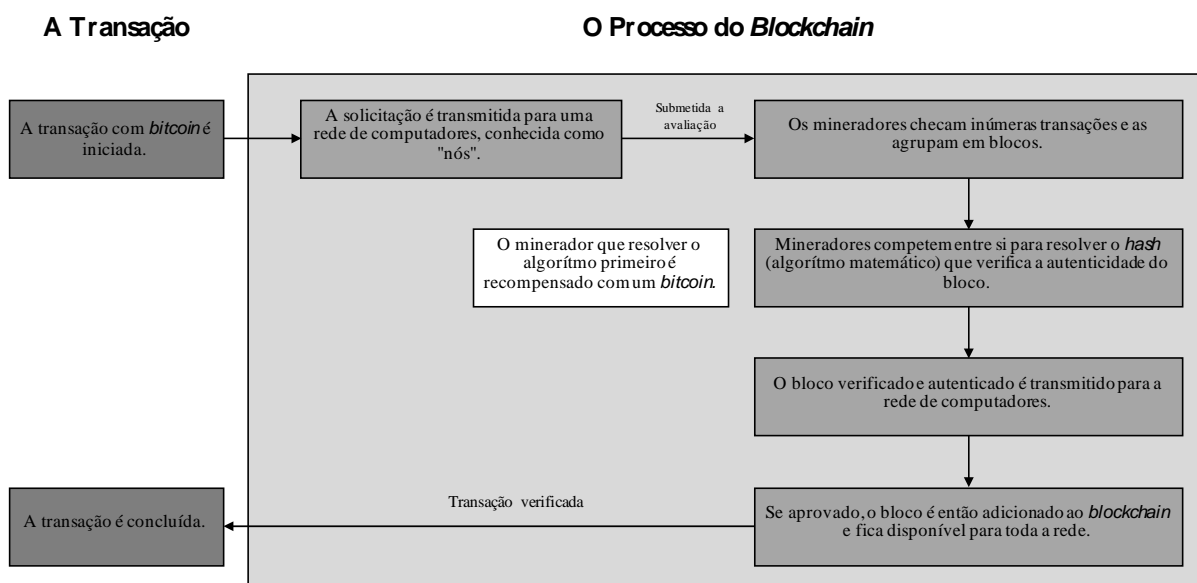 A Transação
O Processo do Blockchain
A transação com bitcoin é
iniciada.
A solicitação é transmitida para uma
rede de computadores, conhecida como
"nós".
Submetida a
avaliação
Os mineradores checam inúmeras transações e as
agrupam em blocos.
O minerador que resolver o
algorítmo primeiro é
recompensado com um bitcoin.
Mineradores competem entre si para resolver o hash
(algorítmo matemático) que verifica a autenticidade do
bloco.
O bloco verificado e autenticado é transmitido para a
rede de computadores.
A transação é concluída.
Transação verificada
Se aprovado, o bloco é então adicionado ao blockchain
e fica disponível para toda a rede.